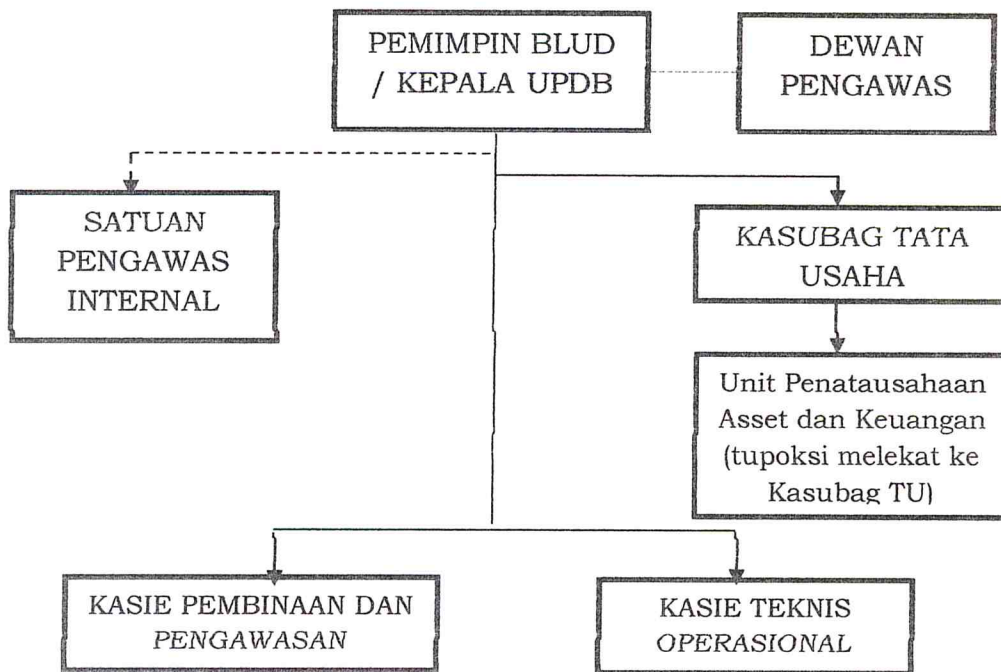 PEMIMPIN BLUD
/ KEPALA UPDB
DEWAN
PENGAWAS
SATUAN
PENGAWAS
INTERNAL
KASUBAG TATA
USAHA
Unit Penatausahaan
Asset dan Keuangan
(tupoksi melekat ke
Kasubag TU)
KASIE PEMBINAAN DAN
PENGAWASAN
KASIE TEKNIS
OPERASIONAL